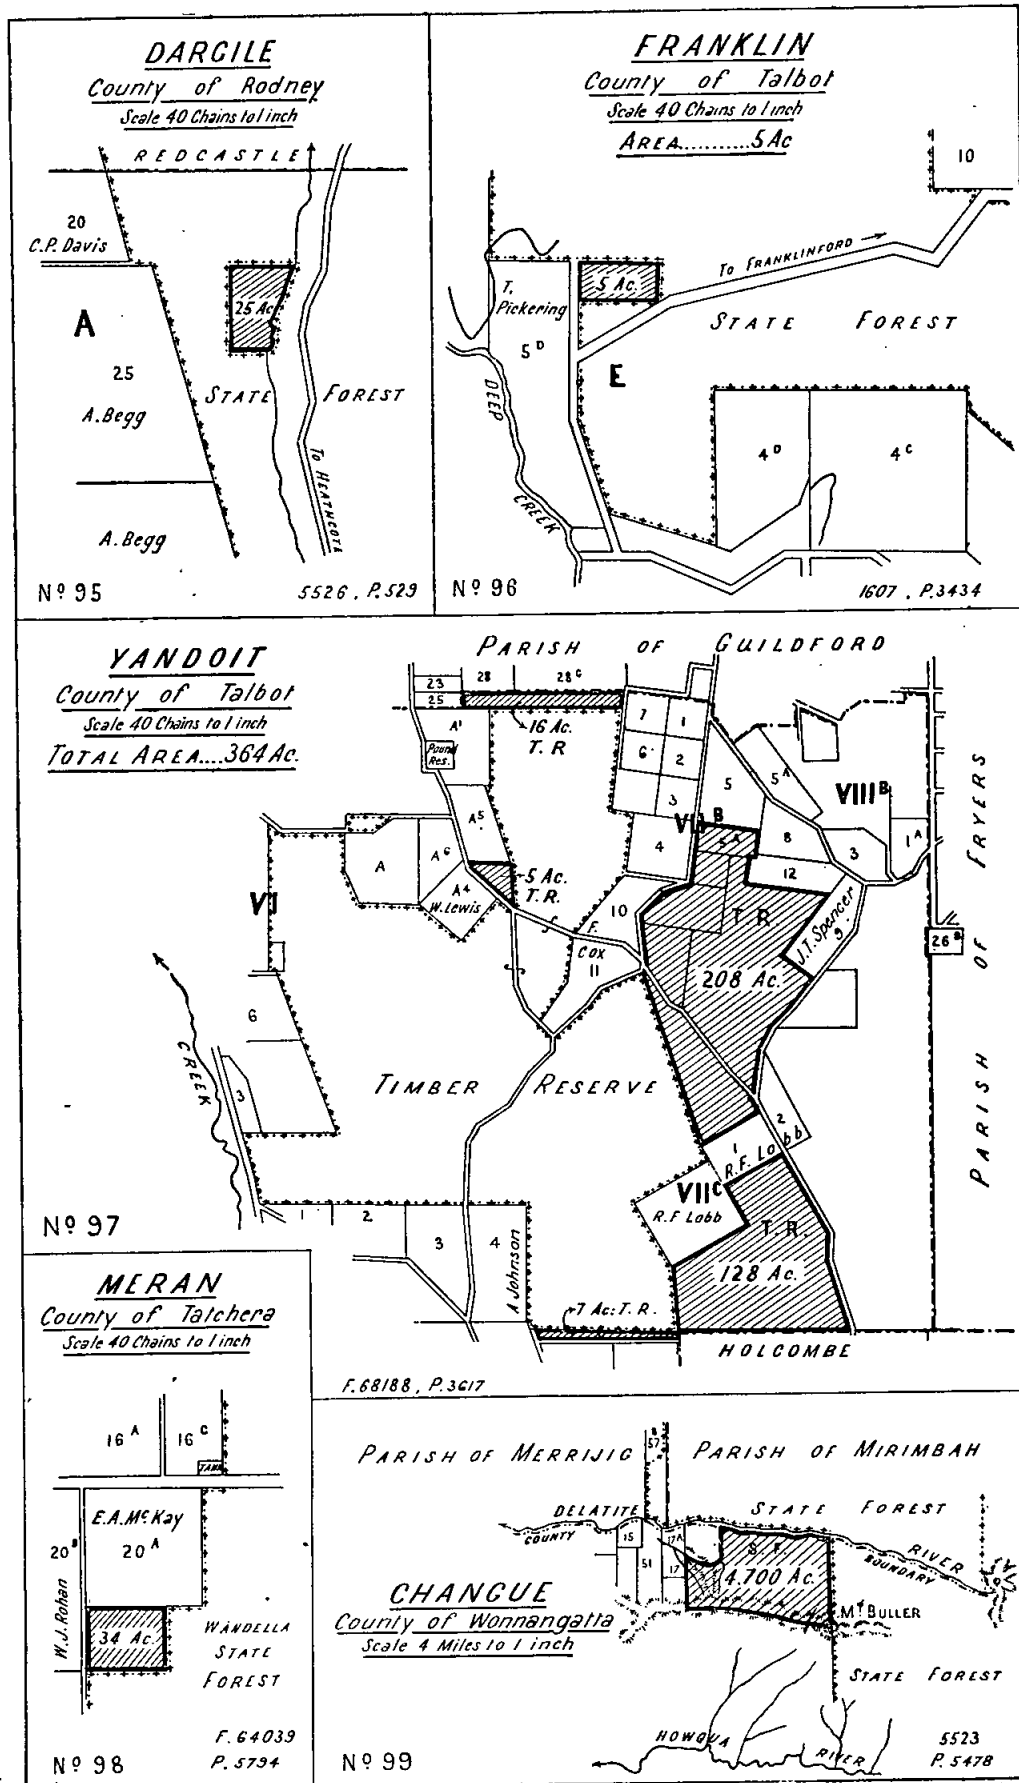 DARGILE
County of Rodney
Scale 40 Chains to 1 inch
REDCASTLE
20
C.P. Davis
A
25 Ac.
25
A. Begg
STATE FOREST
To HEATHCOTE
A. Begg
Nº 95
5526, P. 529
FRANKLIN
County of Talbot
Scale 40 Chains to 1 inch
AREA..........5 Ac
10
To FRANKLINFORD
T. Pickering
5 Ac.
STATE FOREST
5ᴰ
E
DEEP CREEK
4ᴰ
4ᶜ
Nº 96
1607, P. 3434
YANDOIT
County of Talbot
Scale 40 Chains to 1 inch
TOTAL AREA....364 Ac.
PARISH OF GUILDFORD
23
28
28ᶜ
25
A¹
16 Ac.
T. R
Pound Res.
7
1
6
2
3
5
5ᴬ
VIIIᴮ
A⁵
VIIᴮ
5ᴬ
4
8
3
1ᴬ
A
A⁶
12
A⁴
W. Lewis
5 Ac.
T. R.
VI
10
F. Cox
11
T. R
J.T. Spencer
9
26ᴮ
208 Ac.
PARISH OF FRYERS
6
CREEK
3
TIMBER RESERVE
2
1
R.F. Lobb
VIIᶜ
R.F Lobb
T. R.
128 Ac.
Nº 97
1
2
3
4
A Johnson
7 Ac: T. R.
HOLCOMBE
F. 68188, P. 3617
MERAN
County of Tatchera
Scale 40 Chains to 1 inch
16ᴬ
16ᶜ
TANK
E.A. McKay
20ᴮ
20ᴬ
W.J. Rohan
34 Ac.
WANDELLA
STATE
FOREST
F. 64039
Nº 98
P. 5794
57ᴮ
PARISH OF MERRIJIG
PARISH OF MIRIMBAH
DELATITE RIVER
COUNTY BOUNDARY
STATE FOREST
15
17ᴬ
51
17
S. F.
4,700 Ac.
CHANGUE
County of Wonnangatta
Scale 4 Miles to 1 inch
Mᵗ BULLER
STATE FOREST
HOWQUA RIVER
5523
Nº 99
P. 5478